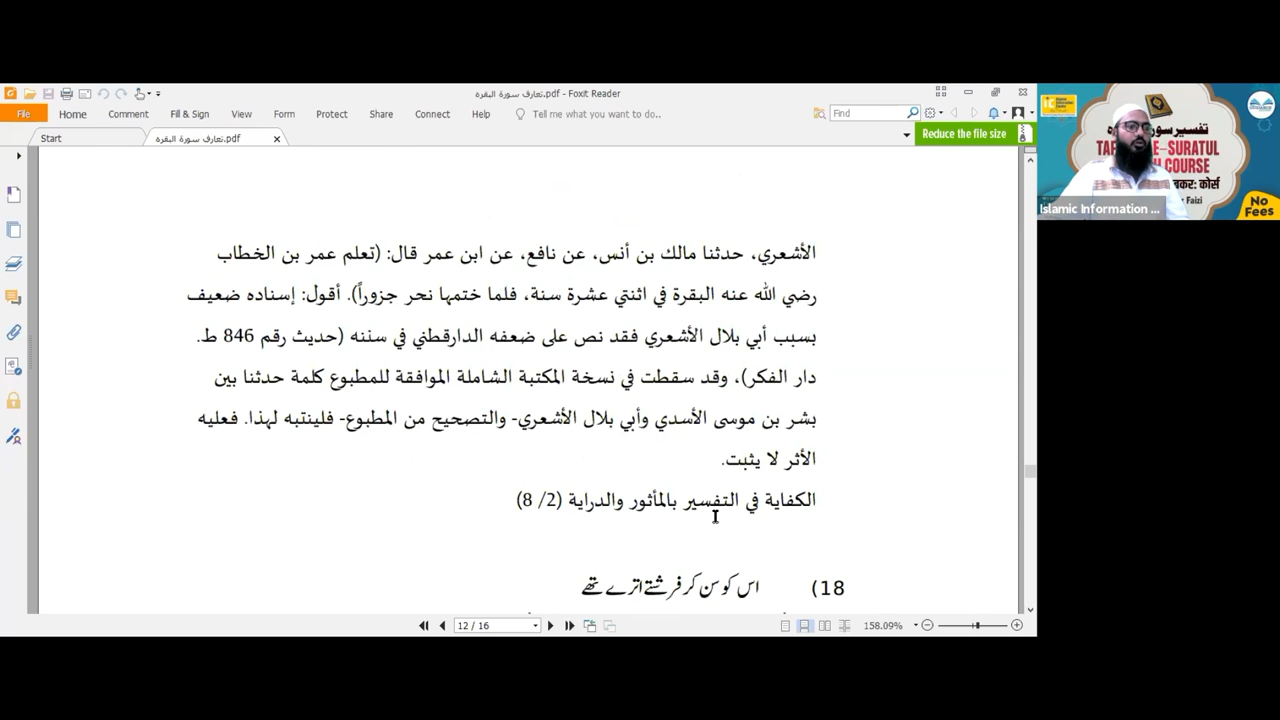 تعارف سورة البقرة.pdf - Foxit Reader
File Home Comment Fill & Sign View Form Protect Share Connect Help Tell me what you want to do.. Find
Start تعارف سورة البقرة.pdf
Reduce the file size
الأشعري، حدثنا مالك بن أنس، عن نافع، عن ابن عمر قال: (تعلم عمر بن الخطاب
رضي الله عنه البقرة في اثنتي عشرة سنة، فلما ختمها نحر جزوراً). أقول: إسناده ضعيف
بسبب أبي بلال الأشعري فقد نص على ضعفه الدارقطني في سننه (حديث رقم 846 ط.
دار الفكر)، وقد سقطت في نسخة المكتبة الشاملة الموافقة للمطبوع كلمة حدثنا بين
بشر بن موسى الأسدي وأبي بلال الأشعري- والتصحيح من المطبوع- فلينتبه لهذا. فعليه
الأثر لا يثبت.
الكفاية في التفسير بالمأثور والدراية (2/ 8)
18) اس کو سن کر فرشتے اترے تھے
12 / 16
158.09%
تفسیر
SURATUL
COURSE
कोर्स
Faizi
No
Fees
Islamic Information ...